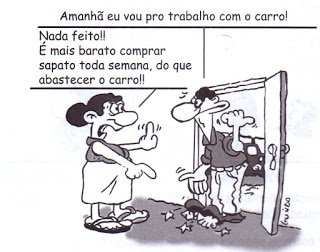 Amanhã eu vou pro trabalho com o carro!
Nada feito!!
É mais barato comprar
sapato toda semana, do que
abastecer o carro!!